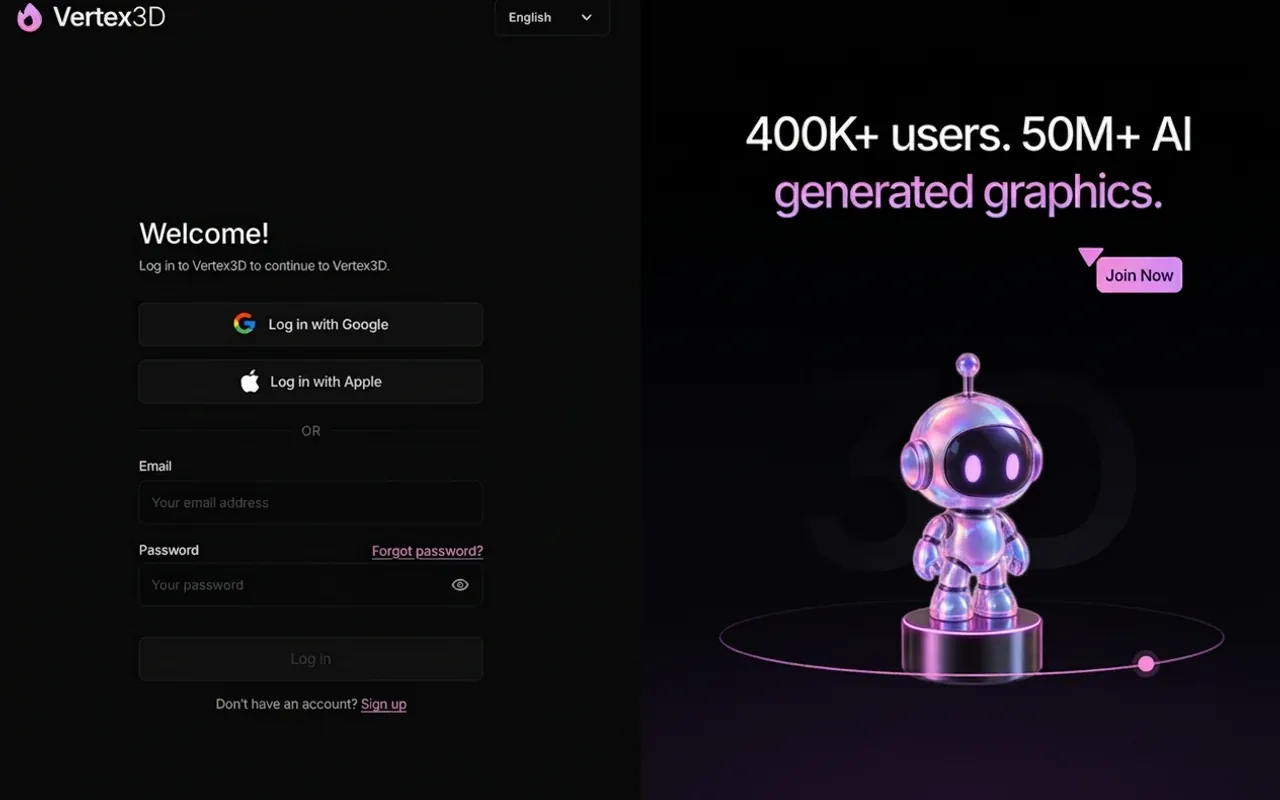 Vertex3D
English
Welcome!
Log in to Vertex3D to continue to Vertex3D.
Log in with Google
Log in with Apple
OR
Email
Your email address
Password
Forgot password?
Your password
Log in
Don't have an account? Sign up
400K+ users. 50M+ AI
generated graphics.
Join Now
3D